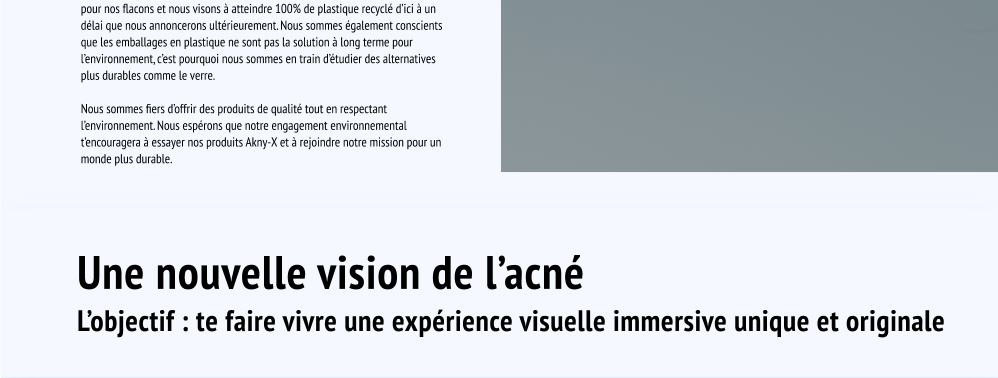 pour nos flacons et nous visons à atteindre 100% de plastique recyclé d'ici à un
délai que nous annoncerons ultérieurement. Nous sommes également conscients
que les emballages en plastique ne sont pas la solution à long terme pour
l'environnement, c'est pourquoi nous sommes en train d'étudier des alternatives
plus durables comme le verre.
Nous sommes fiers d'offrir des produits de qualité tout en respectant
l'environnement. Nous espérons que notre engagement environnemental
t'encouragera à essayer nos produits Akny-X et à rejoindre notre mission pour un
monde plus durable.
Une nouvelle vision de l’acné
L’objectif : te faire vivre une expérience visuelle immersive unique et originale